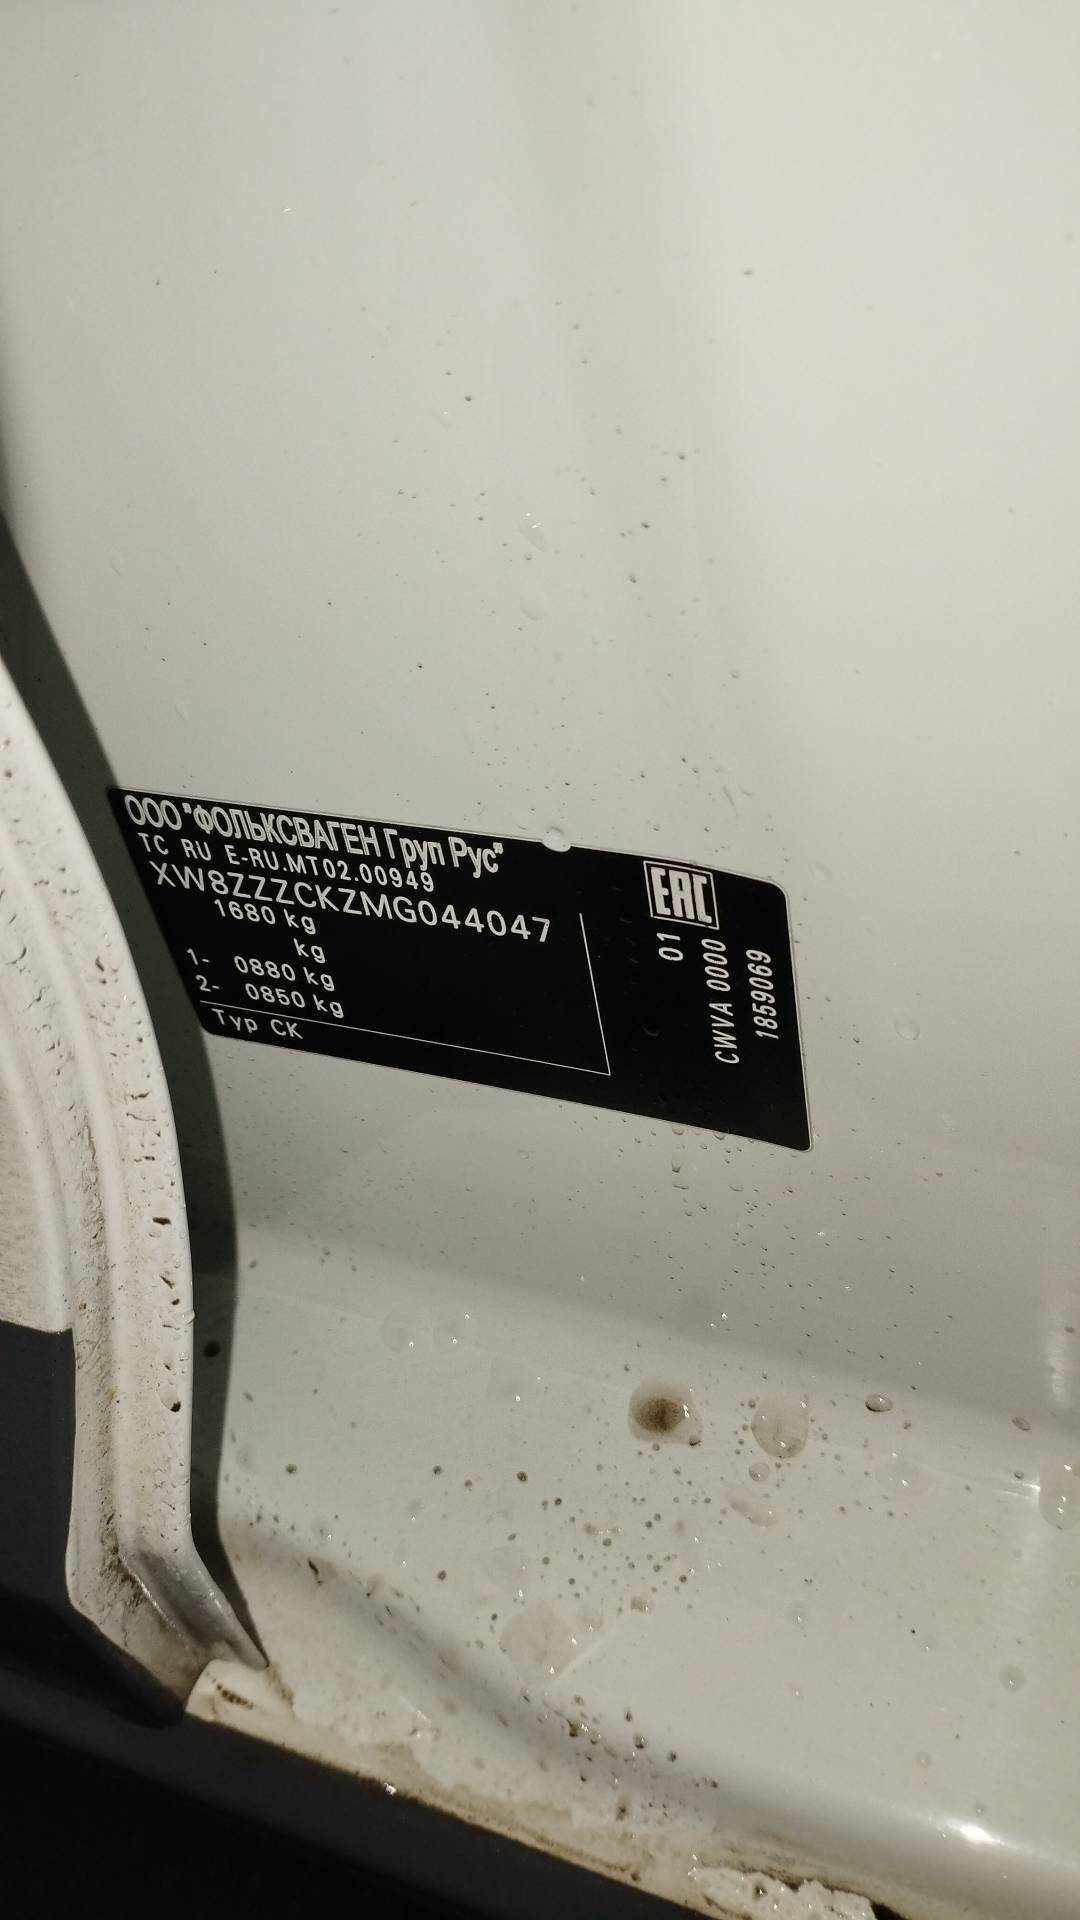 ООО "ФОЛЬКСВАГЕН Груп Рус"
ТС RU E-RU.MT02.00949
XW8ZZZCKZMG044047
1680 kg
kg
1- 0880 kg
2- 0850 kg
Typ CK
EAC
01
CWVA 0000
1859069